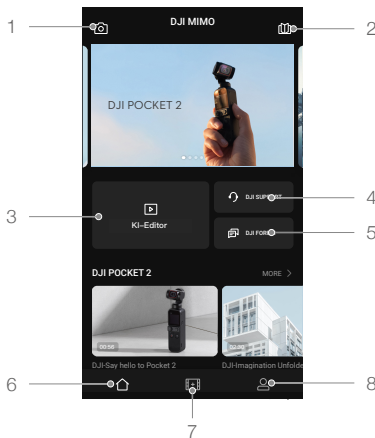 1
DJI MIMO
2
DJI POCKET 2
3
KI-Editor
DJI SUPPORT
4
DJI
5
DJI POCKET 2
MORE
00:56
DJI-Say hello to Pocket 2
DJI-Imagination Unfolde
6
7
8